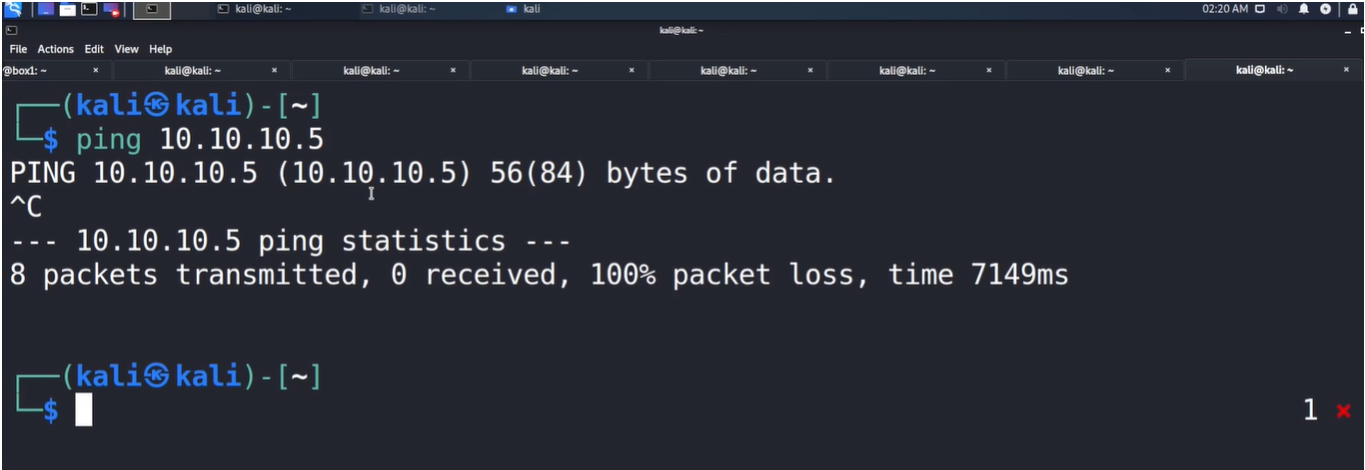 kali@kali: ~ kali@kali: ~ kali 02:20 AM
kali@kali: ~
File Actions Edit View Help
@box1: ~ × kali@kali: ~ × kali@kali: ~ × kali@kali: ~ × kali@kali: ~ × kali@kali: ~ × kali@kali: ~ × kali@kali: ~ ×
┌──(kali㉿kali)-[~]
└─$ ping 10.10.10.5
PING 10.10.10.5 (10.10.10.5) 56(84) bytes of data.
^C
--- 10.10.10.5 ping statistics ---
8 packets transmitted, 0 received, 100% packet loss, time 7149ms
┌──(kali㉿kali)-[~]
└─$ 1 ×